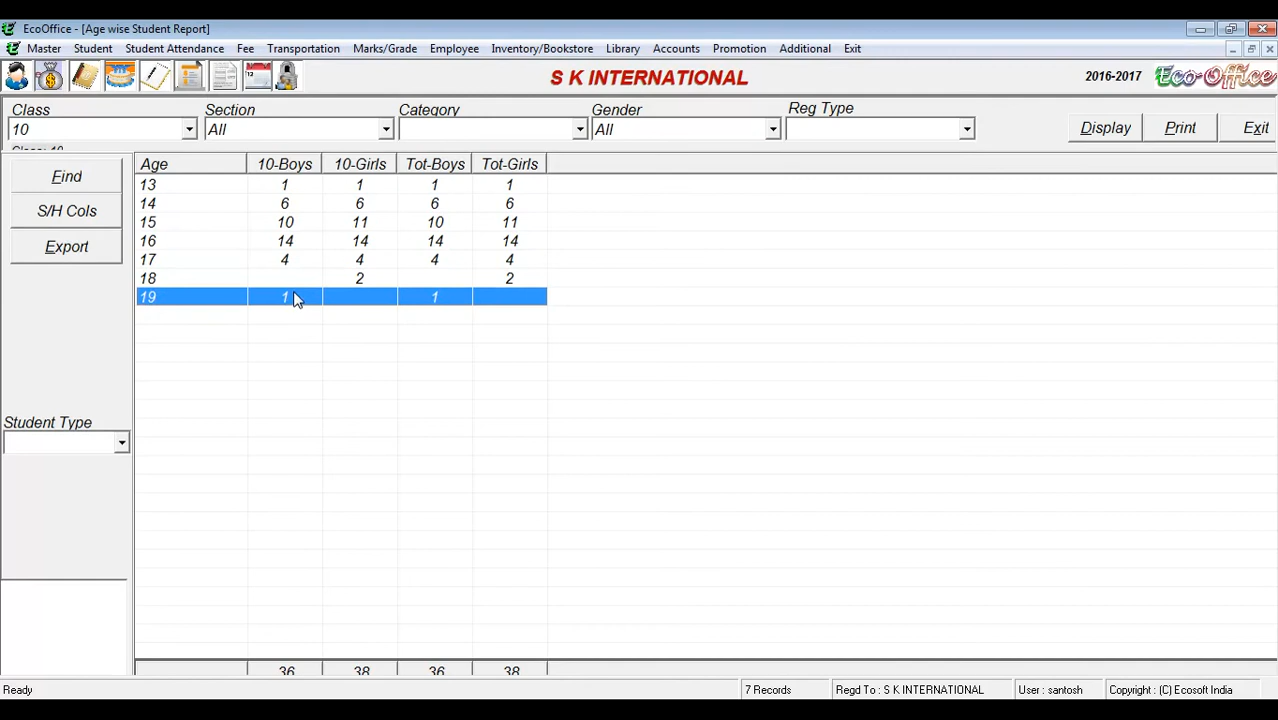 EcoOffice - [Age wise Student Report]
Master Student Student Attendance Fee Transportation Marks/Grade Employee Inventory/Bookstore Library Accounts Promotion Additional Exit
S K INTERNATIONAL 2016-2017 Eco-Office
Class Section Category Gender Reg Type
10 All All Display Print Exit
Class: 10
Find
S/H Cols
Export
Student Type
Age 10-Boys 10-Girls Tot-Boys Tot-Girls
13 1 1 1 1
14 6 6 6 6
15 10 11 10 11
16 14 14 14 14
17 4 4 4 4
18 2 2
19 1 1
36 38 36 38
Ready 7 Records Regd To : S K INTERNATIONAL User : santosh Copyright : (C) Ecosoft India